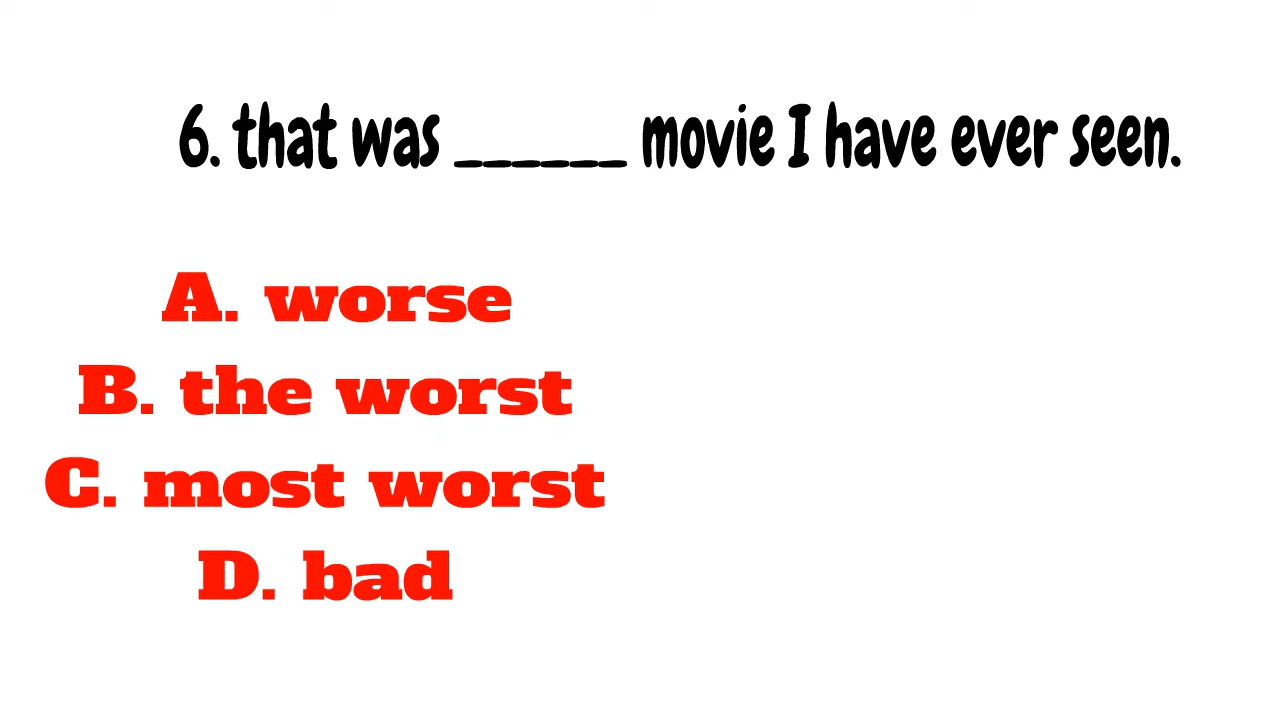 6. that was ______ movie I have ever seen.
A. worse
B. the worst
C. most worst
D. bad